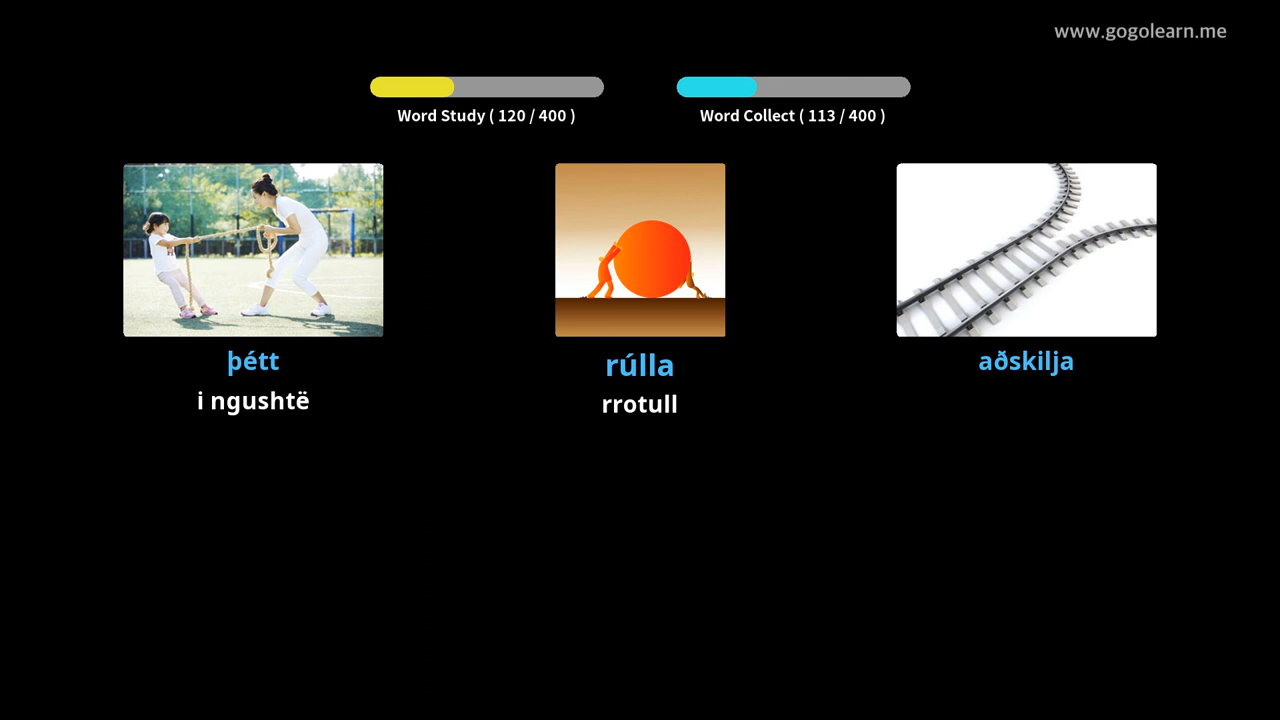 www.gogolearn.me
Word Study ( 120 / 400 )
Word Collect ( 113 / 400 )
þétt
i ngushtë
rúlla
rrotull
aðskilja